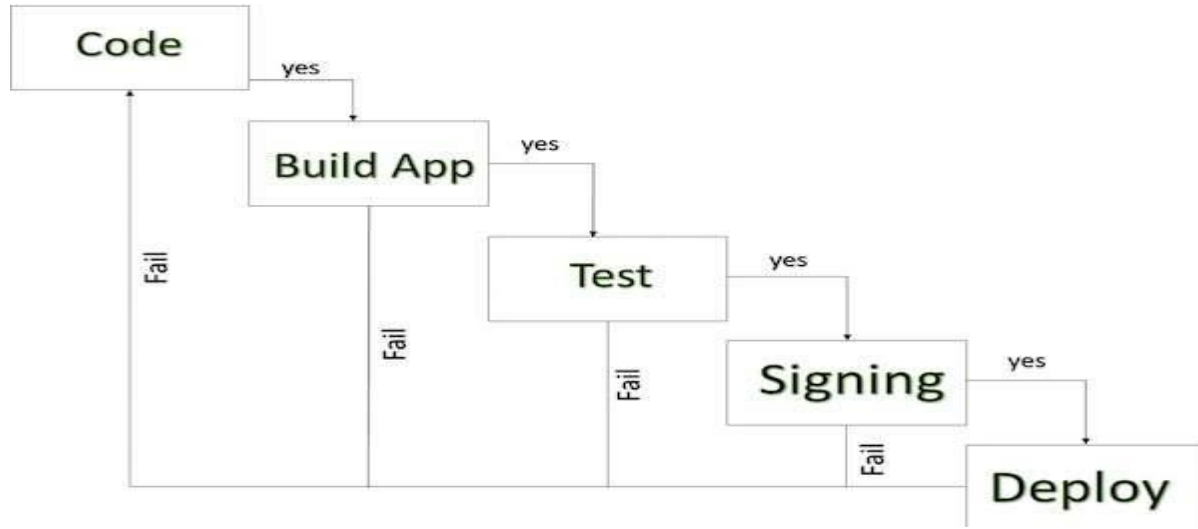 Code
yes
Build App
yes
Test
yes
Signing
yes
Deploy
Fail
Fail
Fail
Fail